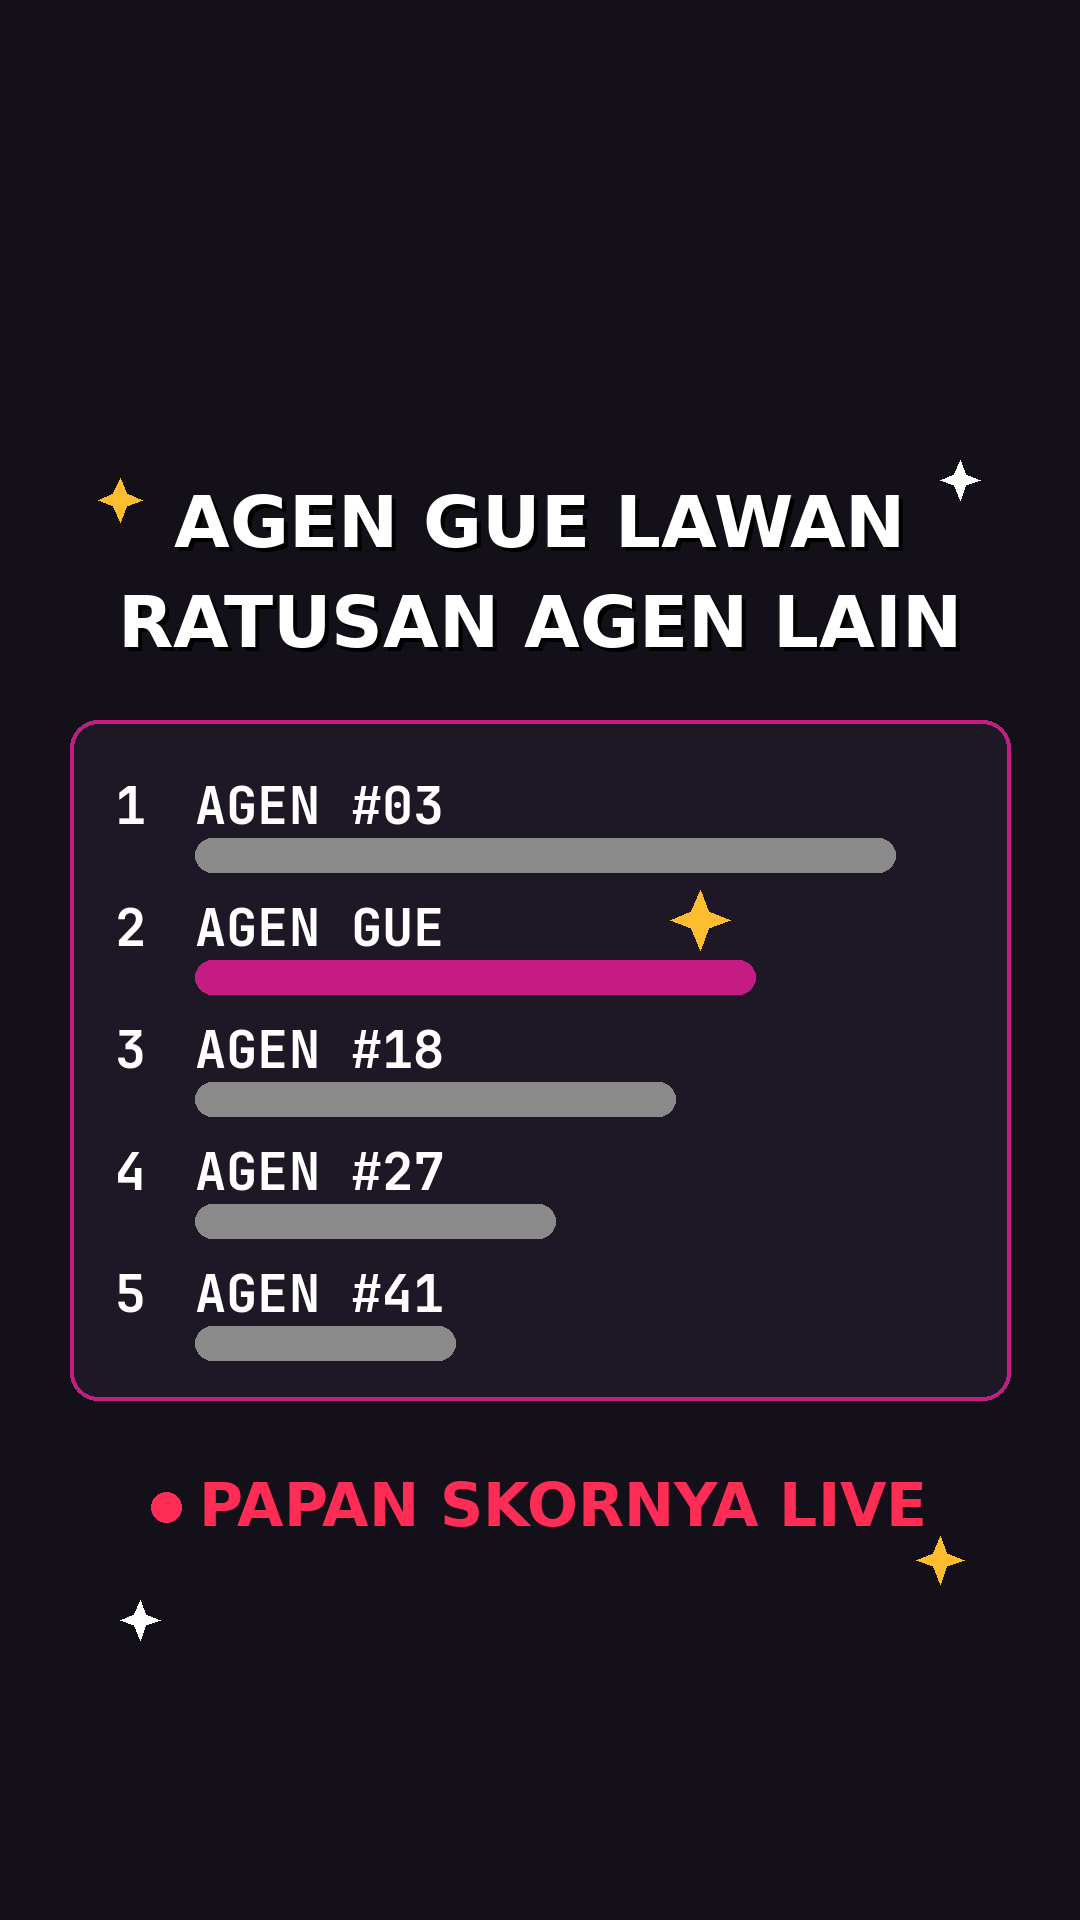 AGEN GUE LAWAN
RATUSAN AGEN LAIN
1 AGEN #03
2 AGEN GUE
3 AGEN #18
4 AGEN #27
5 AGEN #41
PAPAN SKORNYA LIVE